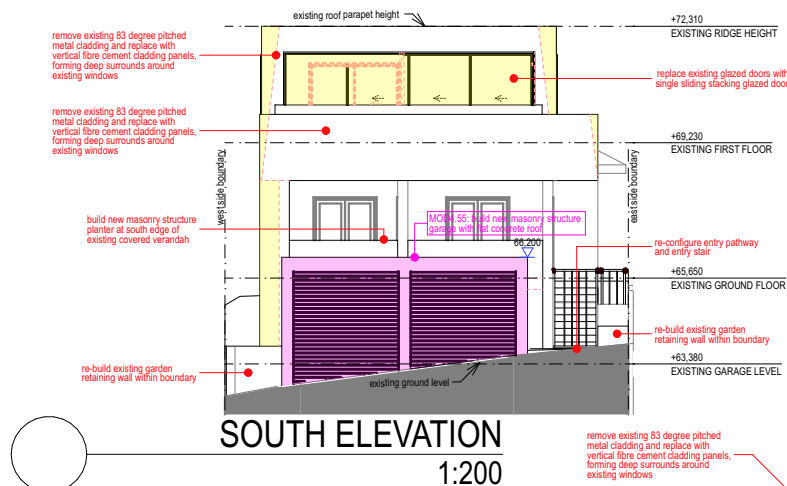 existing roof parapet height
+72,310
EXISTING RIDGE HEIGHT
remove existing 83 degree pitched
metal cladding and replace with
vertical fibre cement cladding panels,
forming deep surrounds around
existing windows
replace existing glazed doors with
single sliding stacking glazed door
remove existing 83 degree pitched
metal cladding and replace with
vertical fibre cement cladding panels,
forming deep surrounds around
existing windows
+69,230
EXISTING FIRST FLOOR
west side boundary
east side boundary
build new masonry structure
planter at south edge of
existing covered verandah
MOD4.55: build new masonry structure
garage with flat concrete roof
66,200
re-configure entry pathway
and entry stair
+65,650
EXISTING GROUND FLOOR
re-build existing garden
retaining wall within boundary
+63,380
EXISTING GARAGE LEVEL
re-build existing garden
retaining wall within boundary
existing ground level
SOUTH ELEVATION
1:200
remove existing 83 degree pitched
metal cladding and replace with
vertical fibre cement cladding panels,
forming deep surrounds around
existing windows